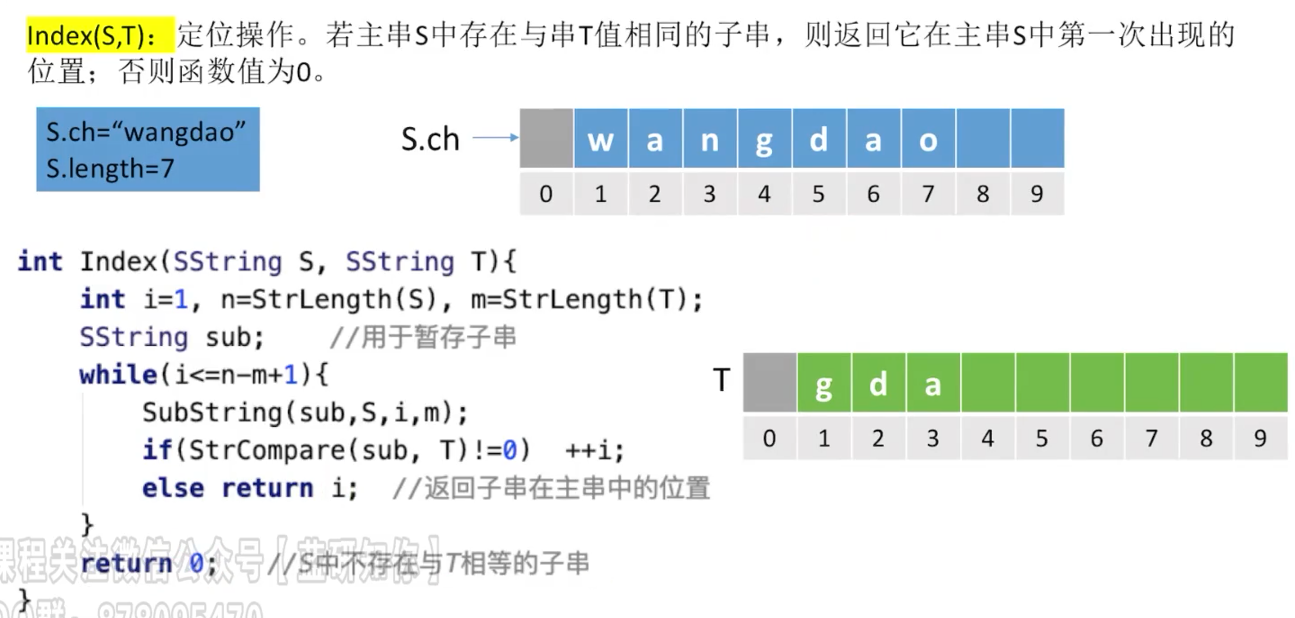 Index(S,T)：定位操作。若主串S中存在与串T值相同的子串，则返回它在主串S中第一次出现的
位置；否则函数值为0。
S.ch=“wangdao”
S.length=7
S.ch
w a n g d a o
0 1 2 3 4 5 6 7 8 9
int Index(SString S, SString T){
int i=1, n=StrLength(S), m=StrLength(T);
SString sub; //用于暂存子串
while(i<=n-m+1){
SubString(sub,S,i,m);
if(StrCompare(sub, T)!=0) ++i;
else return i; //返回子串在主串中的位置
}
return 0; //S中不存在与T相等的子串
}
T
g d a
0 1 2 3 4 5 6 7 8 9
课程关注微信公众号